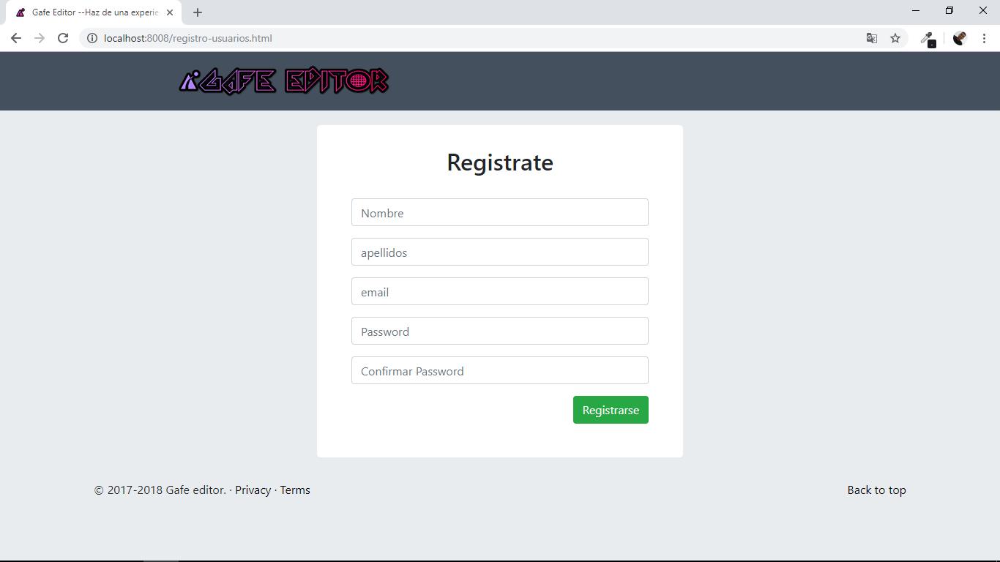 Gafe Editor --Haz de una experie
localhost:8008/registro-usuarios.html
GAFE EDITOR
Registrate
Nombre
apellidos
email
Password
Confirmar Password
Registrarse
© 2017-2018 Gafe editor. · Privacy · Terms
Back to top